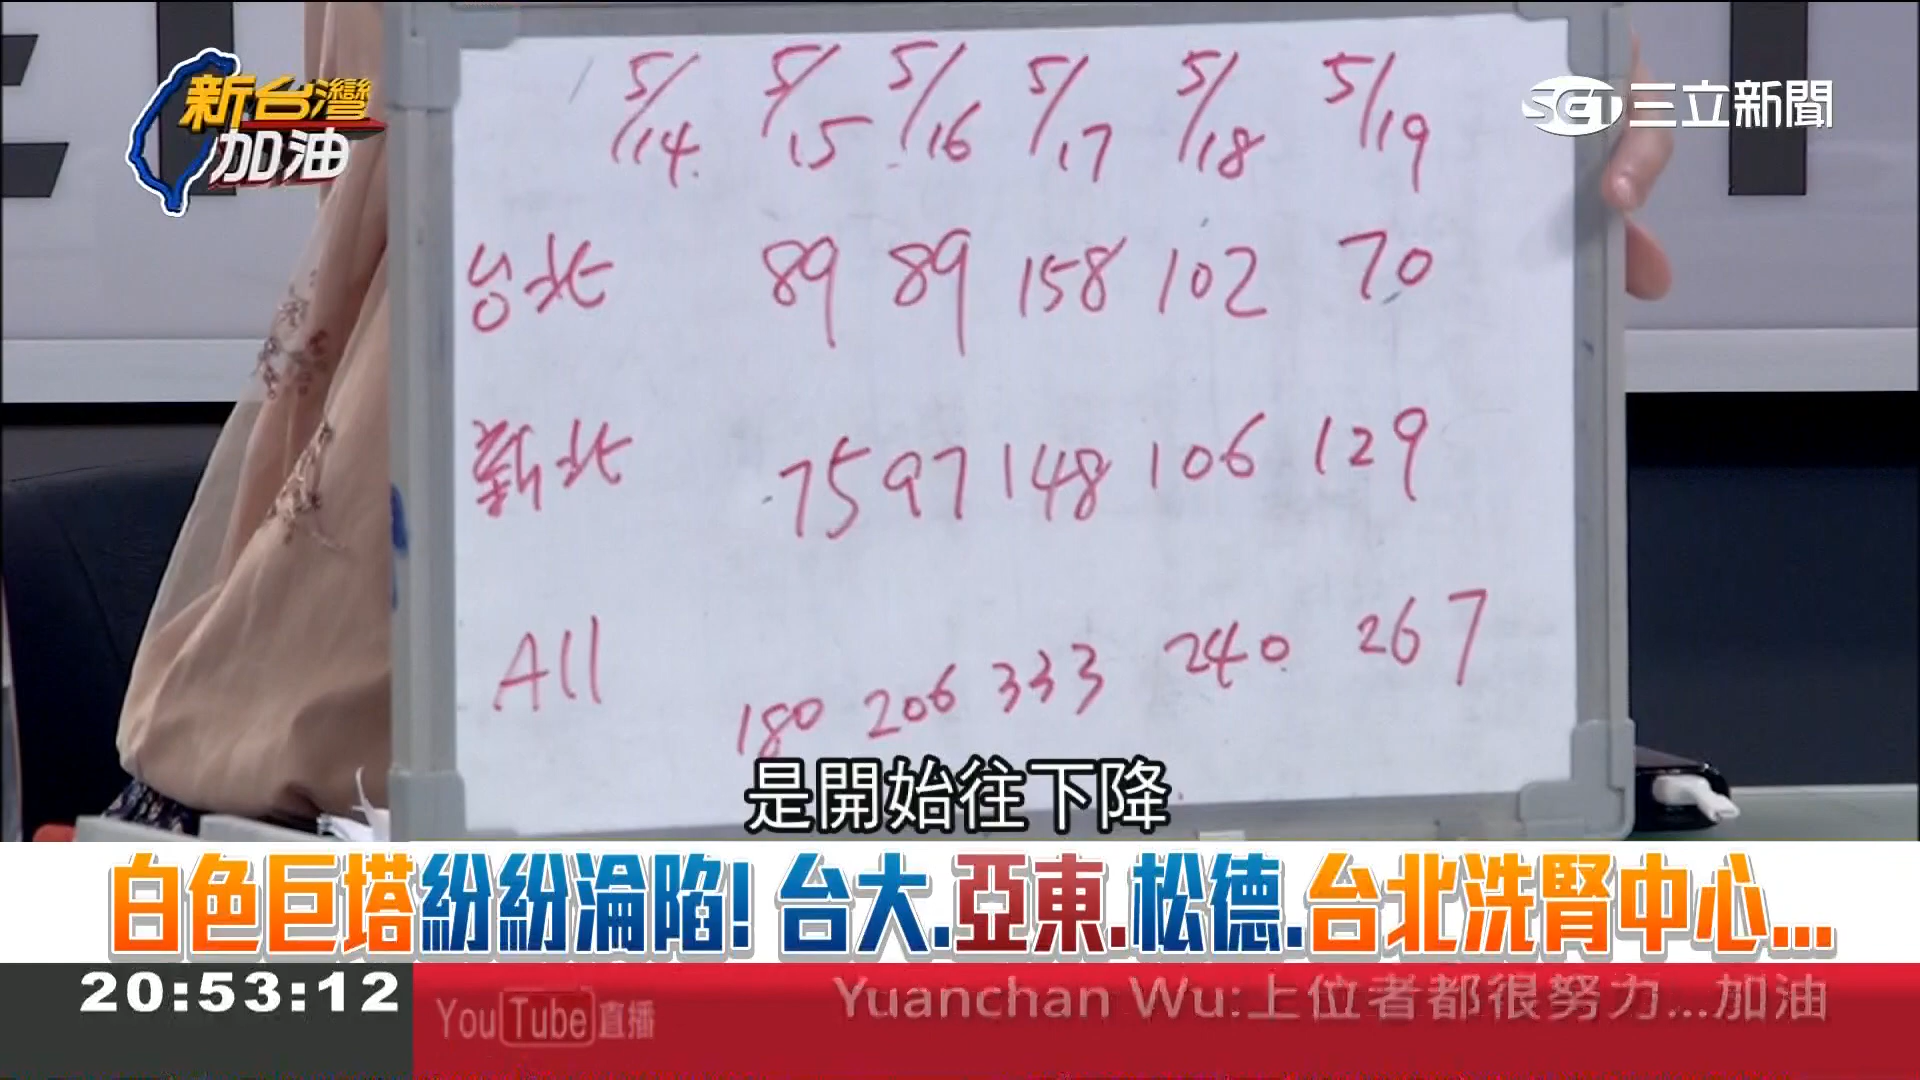 新台灣
加油
SET三立新聞
5/14 5/15 5/16 5/17 5/18 5/19
台北 89 89 158 102 70
新北 75 97 148 106 129
All 180 206 333 240 267
是開始往下降
白色巨塔紛紛淪陷! 台大.亞東.松德.台北洗腎中心...
20:53:12
YouTube直播
Yuanchan Wu:上位者都很努力...加油